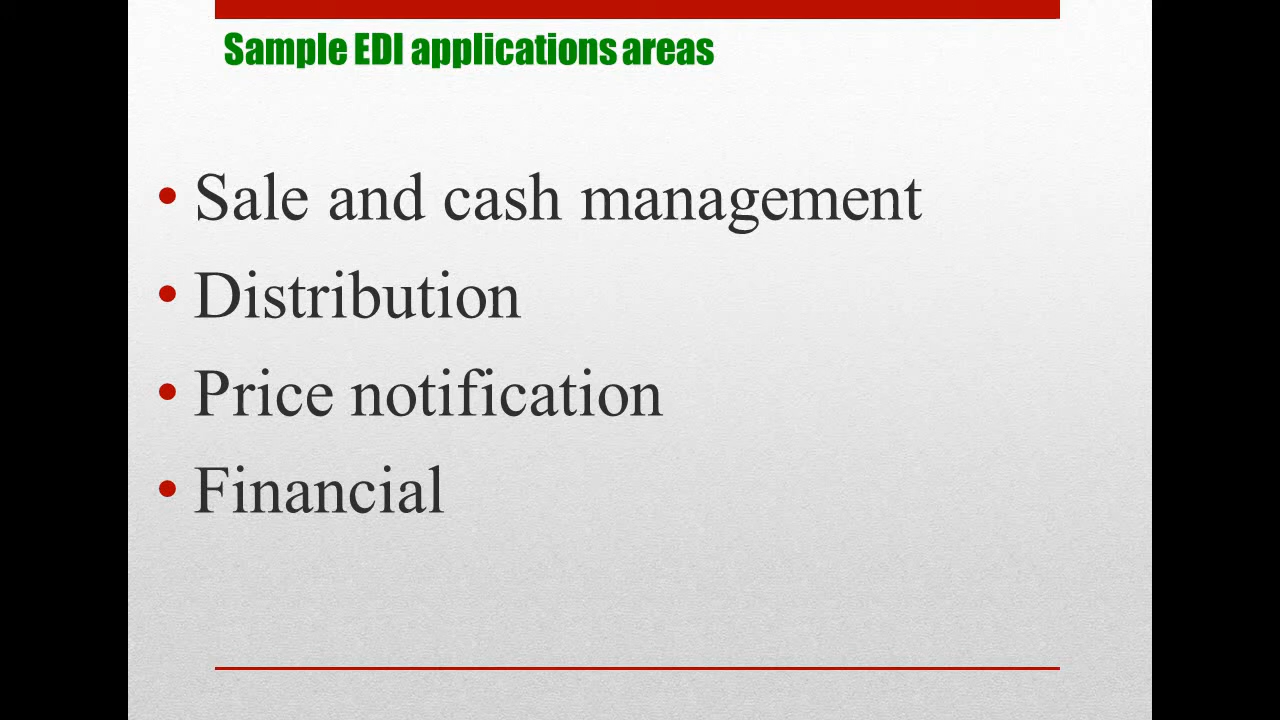 Sample EDI applications areas
• Sale and cash management
• Distribution
• Price notification
• Financial